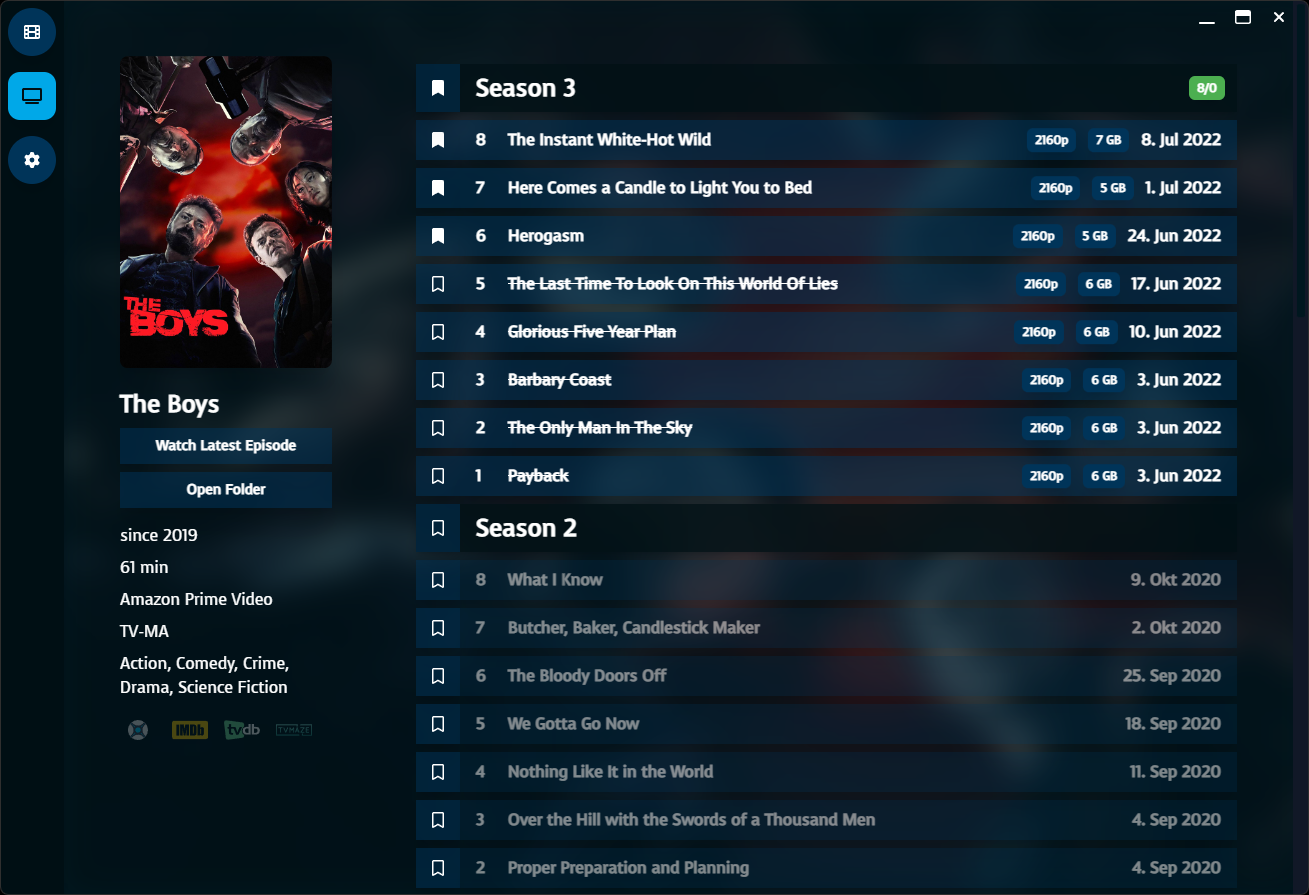 THE
BOYS
The Boys
Watch Latest Episode
Open Folder
since 2019
61 min
Amazon Prime Video
TV-MA
Action, Comedy, Crime,
Drama, Science Fiction
IMDb tvdb TVMAZE
Season 3 8/0
8 The Instant White-Hot Wild 2160p 7 GB 8. Jul 2022
7 Here Comes a Candle to Light You to Bed 2160p 5 GB 1. Jul 2022
6 Herogasm 2160p 5 GB 24. Jun 2022
5 The Last Time To Look On This World Of Lies 2160p 6 GB 17. Jun 2022
4 Glorious Five Year Plan 2160p 6 GB 10. Jun 2022
3 Barbary Coast 2160p 6 GB 3. Jun 2022
2 The Only Man In The Sky 2160p 6 GB 3. Jun 2022
1 Payback 2160p 6 GB 3. Jun 2022
Season 2
8 What I Know 9. Okt 2020
7 Butcher, Baker, Candlestick Maker 2. Okt 2020
6 The Bloody Doors Off 25. Sep 2020
5 We Gotta Go Now 18. Sep 2020
4 Nothing Like It in the World 11. Sep 2020
3 Over the Hill with the Swords of a Thousand Men 4. Sep 2020
2 Proper Preparation and Planning 4. Sep 2020